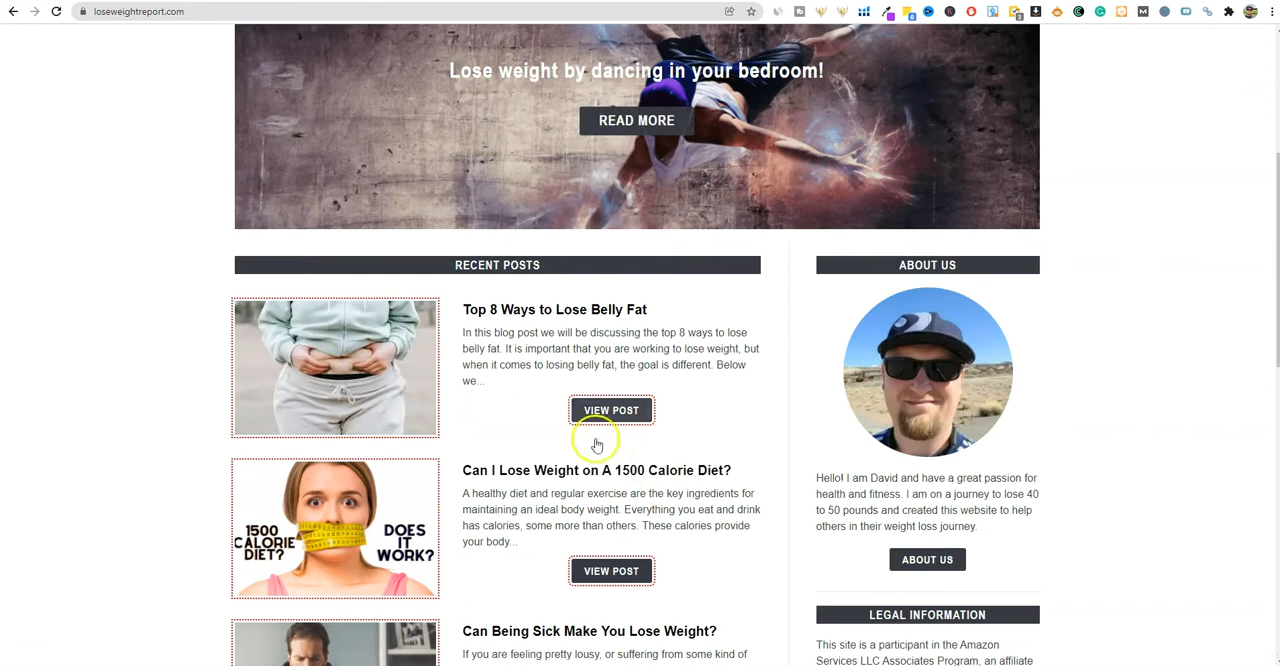 loseweightreport.com
Lose weight by dancing in your bedroom!
READ MORE
RECENT POSTS
Top 8 Ways to Lose Belly Fat
In this blog post we will be discussing the top 8 ways to lose
belly fat. It is important that you are working to lose weight, but
when it comes to losing belly fat, the goal is different. Below
we...
VIEW POST
1500
CALORIE
DIET?
DOES
IT
WORK?
Can I Lose Weight on A 1500 Calorie Diet?
A healthy diet and regular exercise are the key ingredients for
maintaining an ideal body weight. Everything you eat and drink
has calories, some more than others. These calories provide
your body...
VIEW POST
Can Being Sick Make You Lose Weight?
If you are feeling pretty lousy, or suffering from some kind of
ABOUT US
Hello! I am David and have a great passion for
health and fitness. I am on a journey to lose 40
to 50 pounds and created this website to help
others in their weight loss journey.
ABOUT US
LEGAL INFORMATION
This site is a participant in the Amazon
Services LLC Associates Program, an affiliate